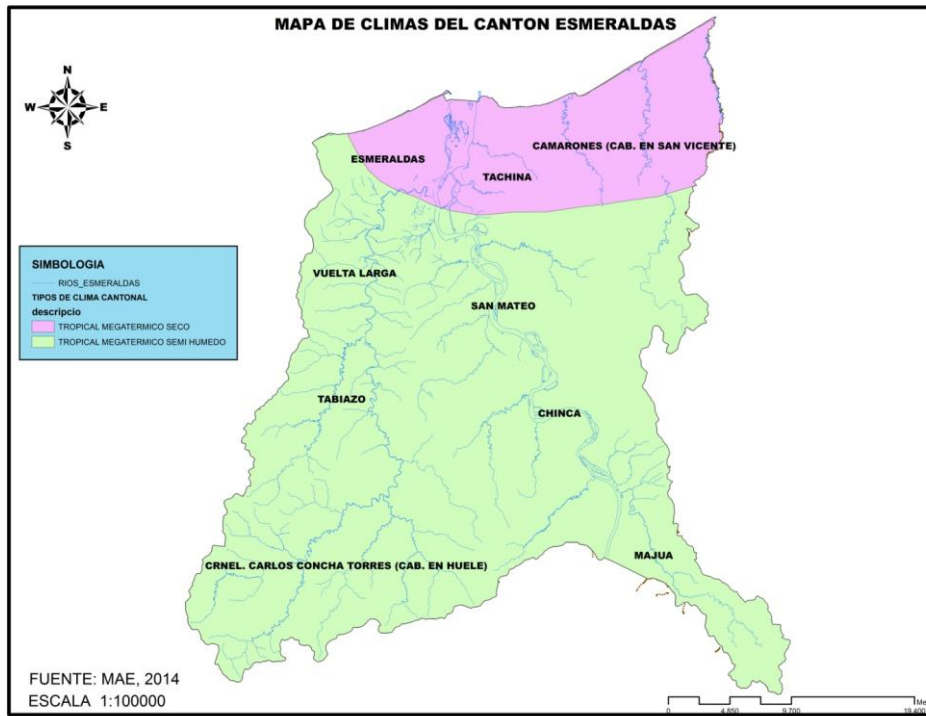 MAPA DE CLIMAS DEL CANTON ESMERALDAS
N
W E
S
CAMARONES (CAB. EN SAN VICENTE)
ESMERALDAS
TACHINA
SIMBOLOGIA
RIOS_ESMERALDAS
TIPOS DE CLIMA CANTONAL
descripcio
TROPICAL MEGATERMICO SECO
TROPICAL MEGATERMICO SEMI HUMEDO
VUELTA LARGA
SAN MATEO
TABIAZO
CHINCA
MAJUA
CRNEL. CARLOS CONCHA TORRES (CAB. EN HUELE)
FUENTE: MAE, 2014
ESCALA 1:100000
Me
0 4.850 9.700 19.400